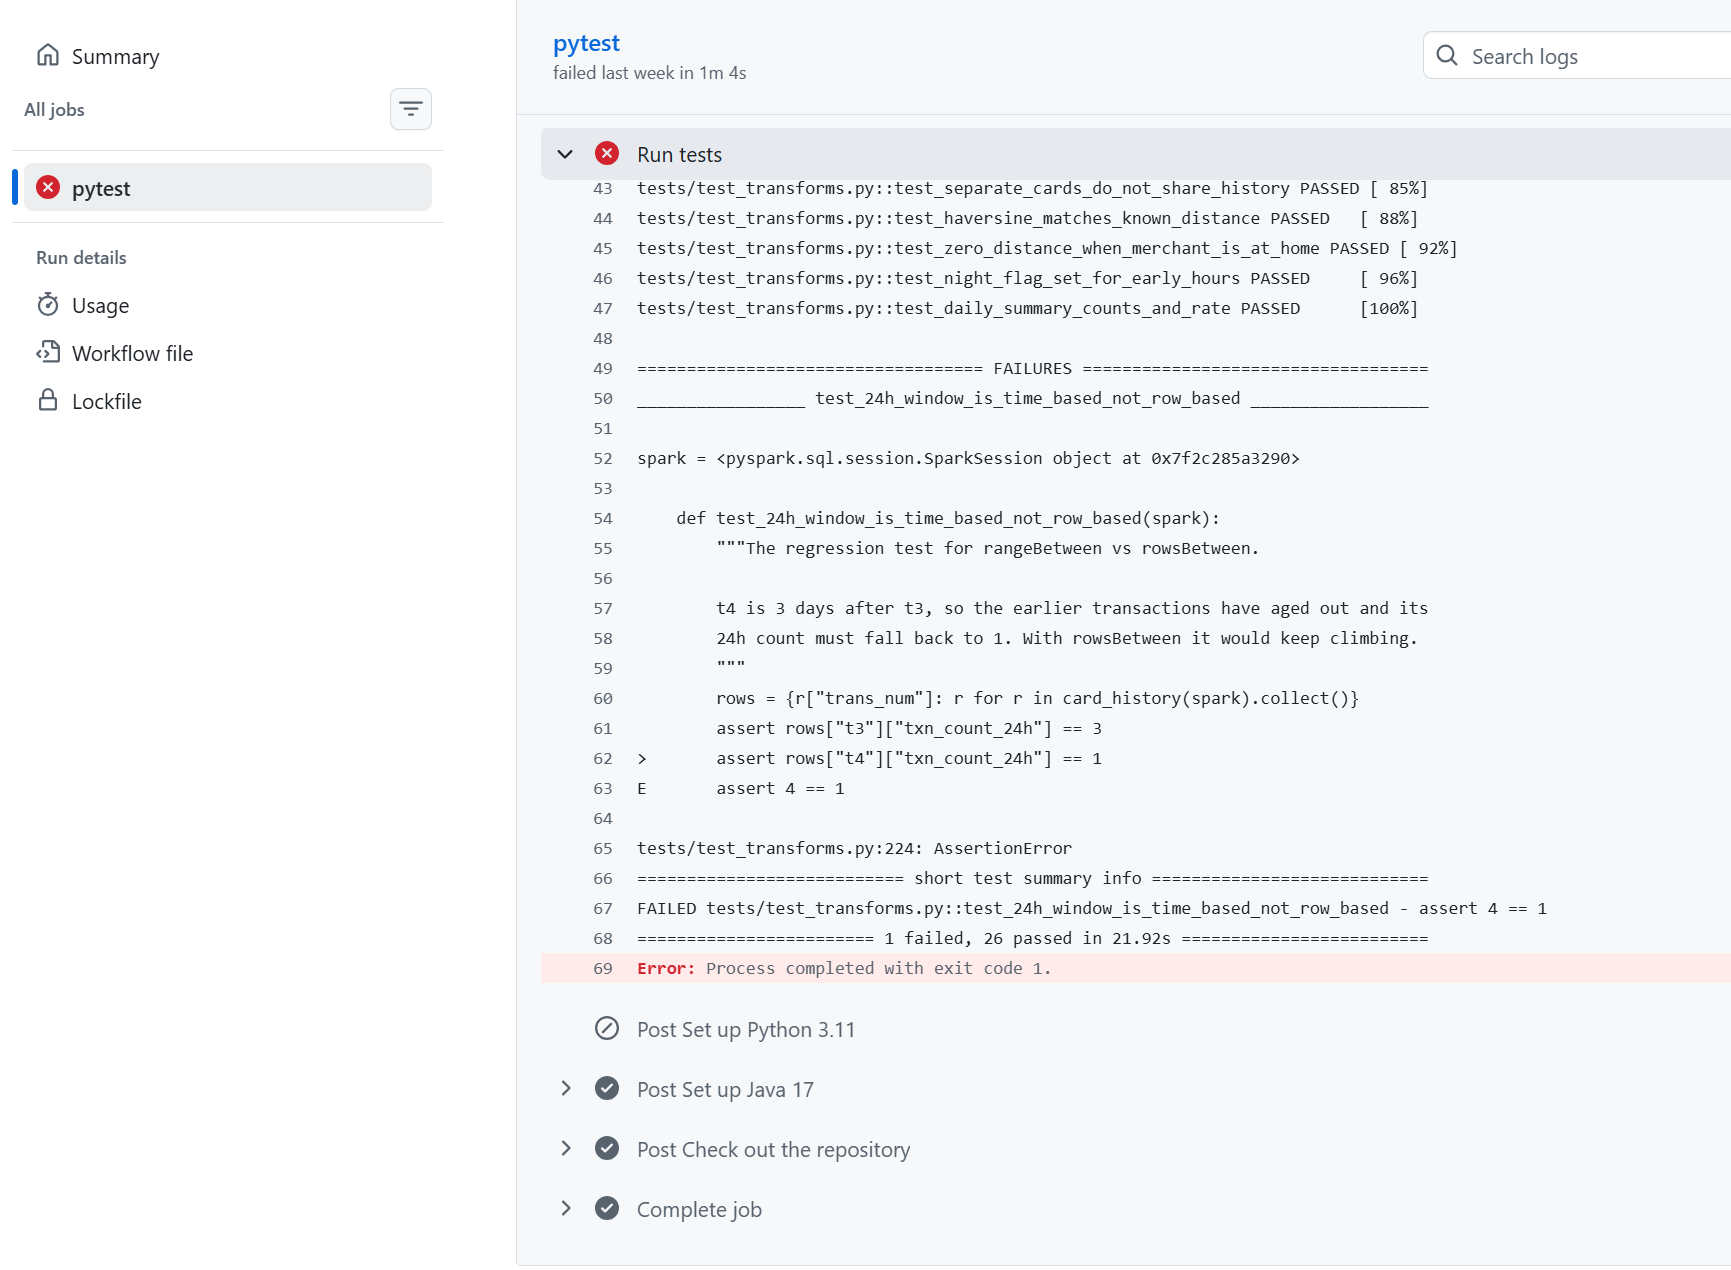 Summary
All jobs
pytest
Run details
Usage
Workflow file
Lockfile
pytest
failed last week in 1m 4s
Search logs
Run tests
43 tests/test_transforms.py::test_separate_cards_do_not_share_history PASSED [ 85%]
44 tests/test_transforms.py::test_haversine_matches_known_distance PASSED   [ 88%]
45 tests/test_transforms.py::test_zero_distance_when_merchant_is_at_home PASSED [ 92%]
46 tests/test_transforms.py::test_night_flag_set_for_early_hours PASSED     [ 96%]
47 tests/test_transforms.py::test_daily_summary_counts_and_rate PASSED      [100%]
48
49 =================================== FAILURES ===================================
50 _________________ test_24h_window_is_time_based_not_row_based __________________
51
52 spark = <pyspark.sql.session.SparkSession object at 0x7f2c285a3290>
53
54     def test_24h_window_is_time_based_not_row_based(spark):
55         """The regression test for rangeBetween vs rowsBetween.
56
57         t4 is 3 days after t3, so the earlier transactions have aged out and its
58         24h count must fall back to 1. With rowsBetween it would keep climbing.
59         """
60         rows = {r["trans_num"]: r for r in card_history(spark).collect()}
61         assert rows["t3"]["txn_count_24h"] == 3
62 >       assert rows["t4"]["txn_count_24h"] == 1
63 E       assert 4 == 1
64
65 tests/test_transforms.py:224: AssertionError
66 =========================== short test summary info ============================
67 FAILED tests/test_transforms.py::test_24h_window_is_time_based_not_row_based - assert 4 == 1
68 ======================== 1 failed, 26 passed in 21.92s =========================
69 Error: Process completed with exit code 1.
Post Set up Python 3.11
Post Set up Java 17
Post Check out the repository
Complete job